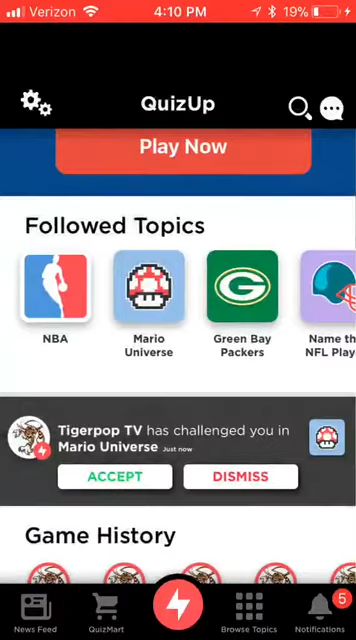 Verizon 4:10 PM 19%
QuizUp
Play Now
Followed Topics
NBA
Mario
Universe
Green Bay
Packers
Name th
NFL Play
Tigerpop TV has challenged you in
Mario Universe Just now
ACCEPT DISMISS
Game History
5
News Feed QuizMart Browse Topics Notifications